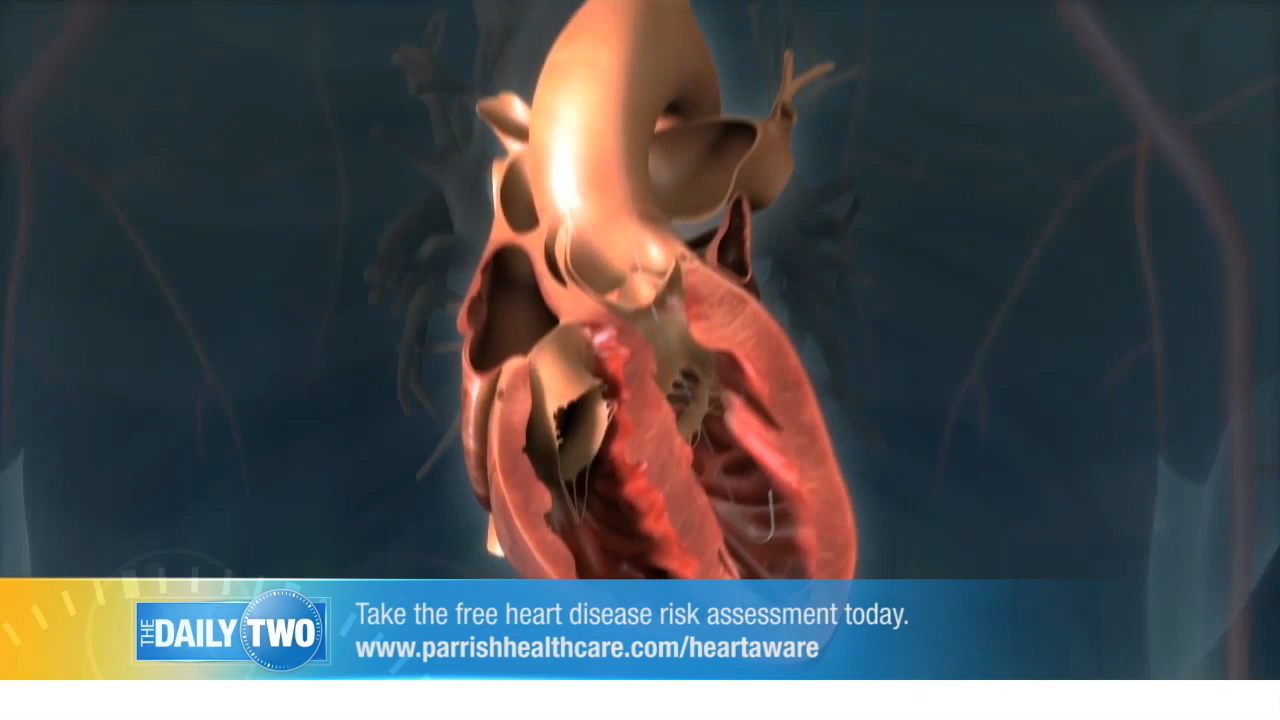 THE DAILY TWO
Take the free heart disease risk assessment today.
www.parrishhealthcare.com/heartaware